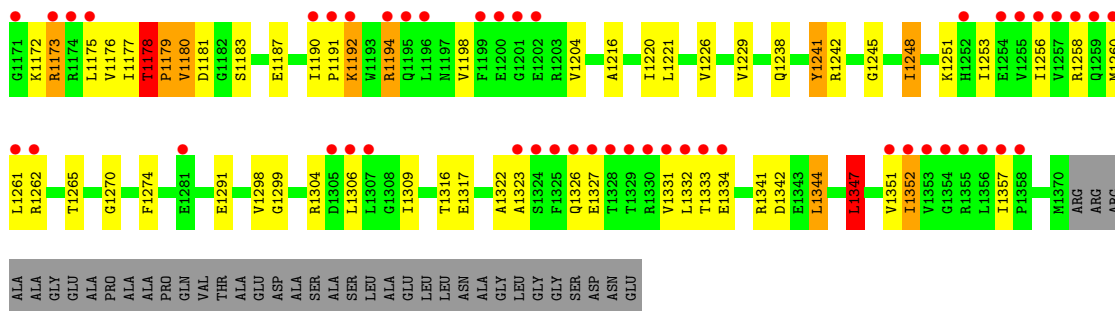 G1171 K1172 R1173 R1174 L1175 V1176 I1177 T1178 P1179 V1180 D1181 G1182 S1183 E1187 I1190 P1191 K1192 W1193 R1194 Q1195 L1196 N1197 V1198 F1199 E1200 G1201 E1202 R1203 V1204 A1216 I1220 L1221 V1226 V1229 Q1238 Y1241 R1242 G1245 I1248 K1251 H1252 I1253 E1254 V1255 I1256 V1257 R1258 Q1259 M1260
L1261 R1262 T1265 G1270 F1274 E1281 E1291 V1298 G1299 R1304 D1305 L1306 L1307 G1308 I1309 T1316 E1317 A1322 A1323 S1324 F1325 Q1326 E1327 T1328 T1329 R1330 V1331 L1332 T1333 E1334 R1341 D1342 E1343 L1344 L1347 V1351 I1352 V1353 G1354 R1355 L1356 I1357 P1358 M1370 ARG ARG ARG
ALA ALA GLY GLU ALA PRO ALA ALA PRO GLN VAL THR ALA GLU ASP ALA SER ALA SER LEU ALA GLU LEU LEU ASN ALA GLY LEU GLY GLY SER ASP ASN GLU